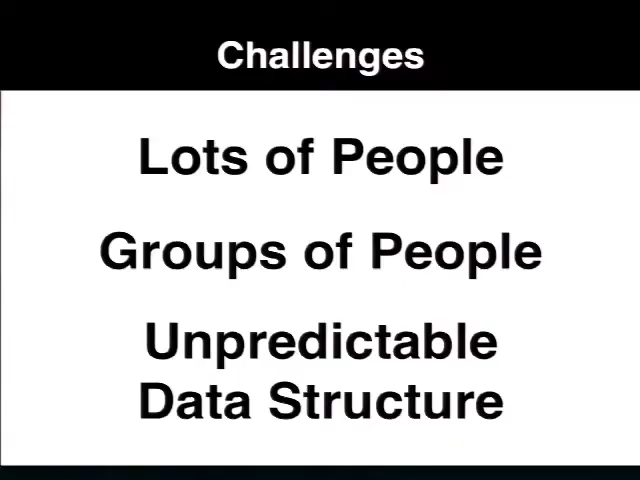 Challenges
Lots of People
Groups of People
Unpredictable
Data Structure